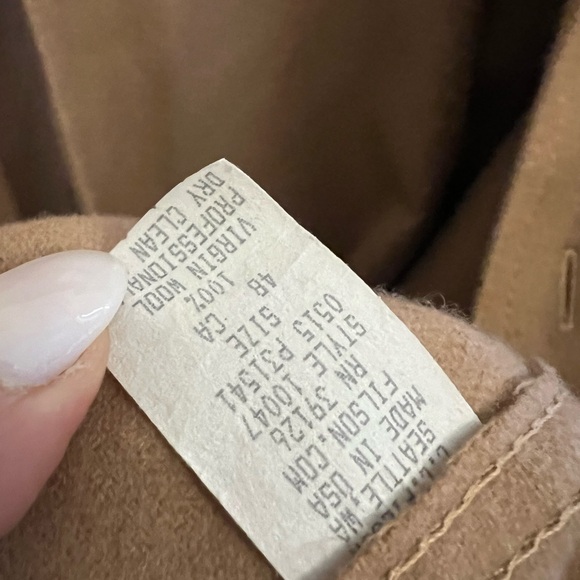 SEATTLE WA
MADE IN USA
FILSON.COM
RN 39126
STYLE 10047
0515 P31541
SIZE CA
48
100%
VIRGIN WOOL
PROFESSIONAL
DRY CLEAN